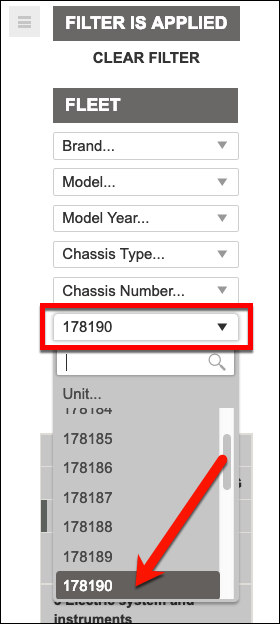 FILTER IS APPLIED
CLEAR FILTER
FLEET
Brand...
Model...
Model Year...
Chassis Type...
Chassis Number...
178190
Unit...
178184
178185
178186
178187
178188
178189
178190
Electric system and
instruments